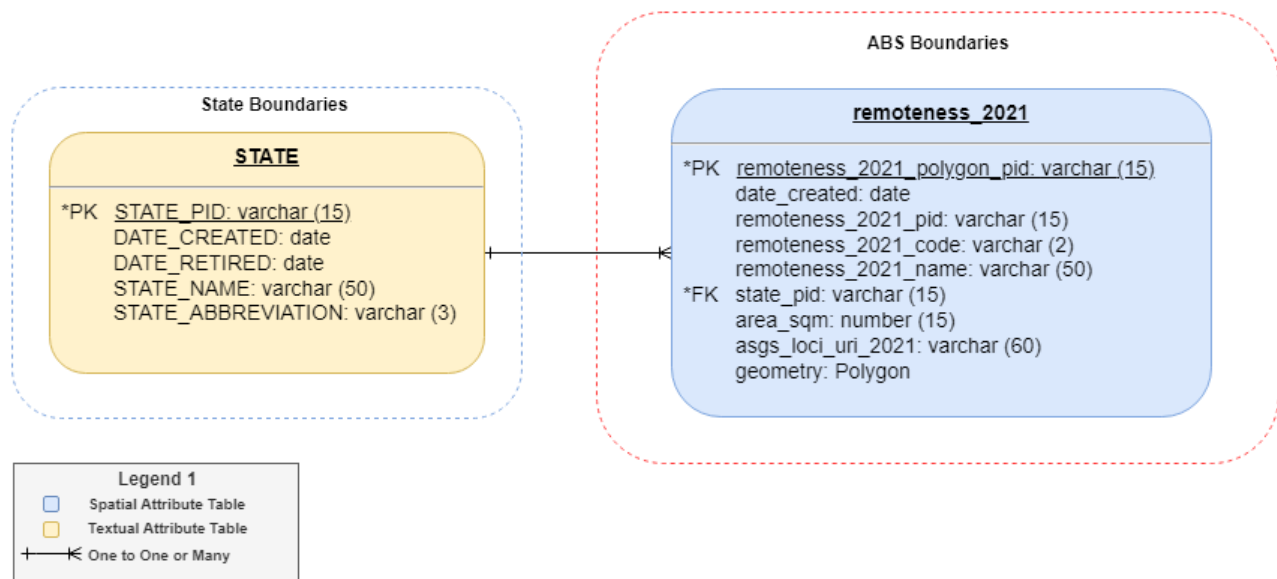 State Boundaries
STATE
*PK STATE_PID: varchar (15)
DATE_CREATED: date
DATE_RETIRED: date
STATE_NAME: varchar (50)
STATE_ABBREVIATION: varchar (3)
ABS Boundaries
remoteness_2021
*PK remoteness_2021_polygon_pid: varchar (15)
date_created: date
remoteness_2021_pid: varchar (15)
remoteness_2021_code: varchar (2)
remoteness_2021_name: varchar (50)
*FK state_pid: varchar (15)
area_sqm: number (15)
asgs_loci_uri_2021: varchar (60)
geometry: Polygon
Legend 1
Spatial Attribute Table
Textual Attribute Table
One to One or Many